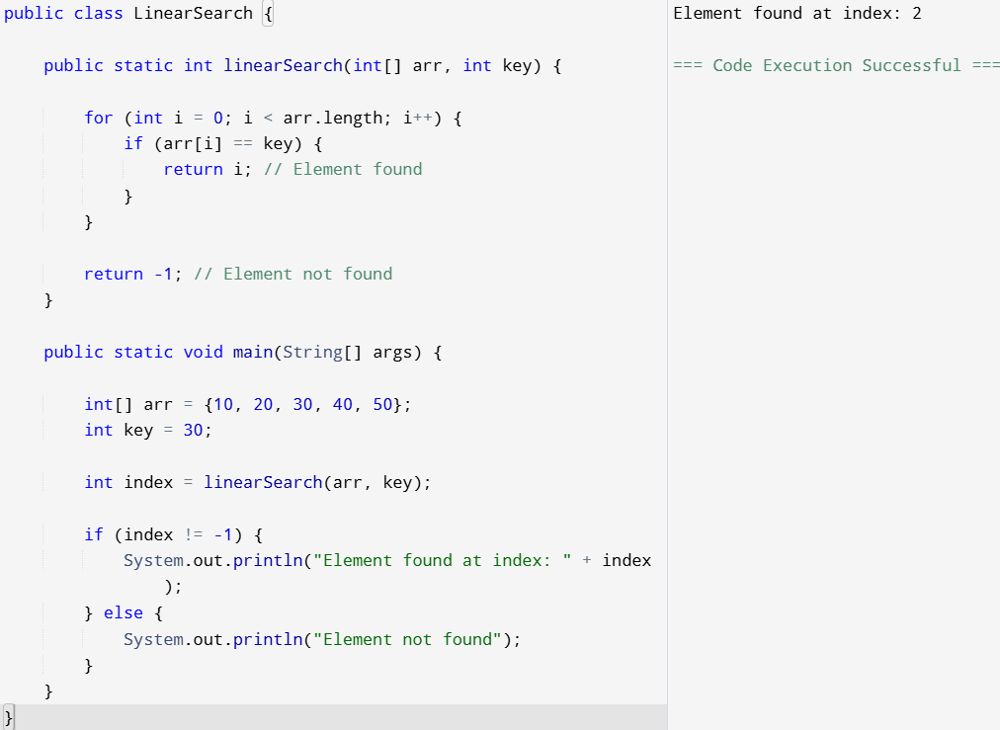 public class LinearSearch {
    public static int linearSearch(int[] arr, int key) {
        for (int i = 0; i < arr.length; i++) {
            if (arr[i] == key) {
                return i; // Element found
            }
        }
        return -1; // Element not found
    }
    public static void main(String[] args) {
        int[] arr = {10, 20, 30, 40, 50};
        int key = 30;
        int index = linearSearch(arr, key);
        if (index != -1) {
            System.out.println("Element found at index: " + index
                );
        } else {
            System.out.println("Element not found");
        }
    }
}
Element found at index: 2
=== Code Execution Successful ===